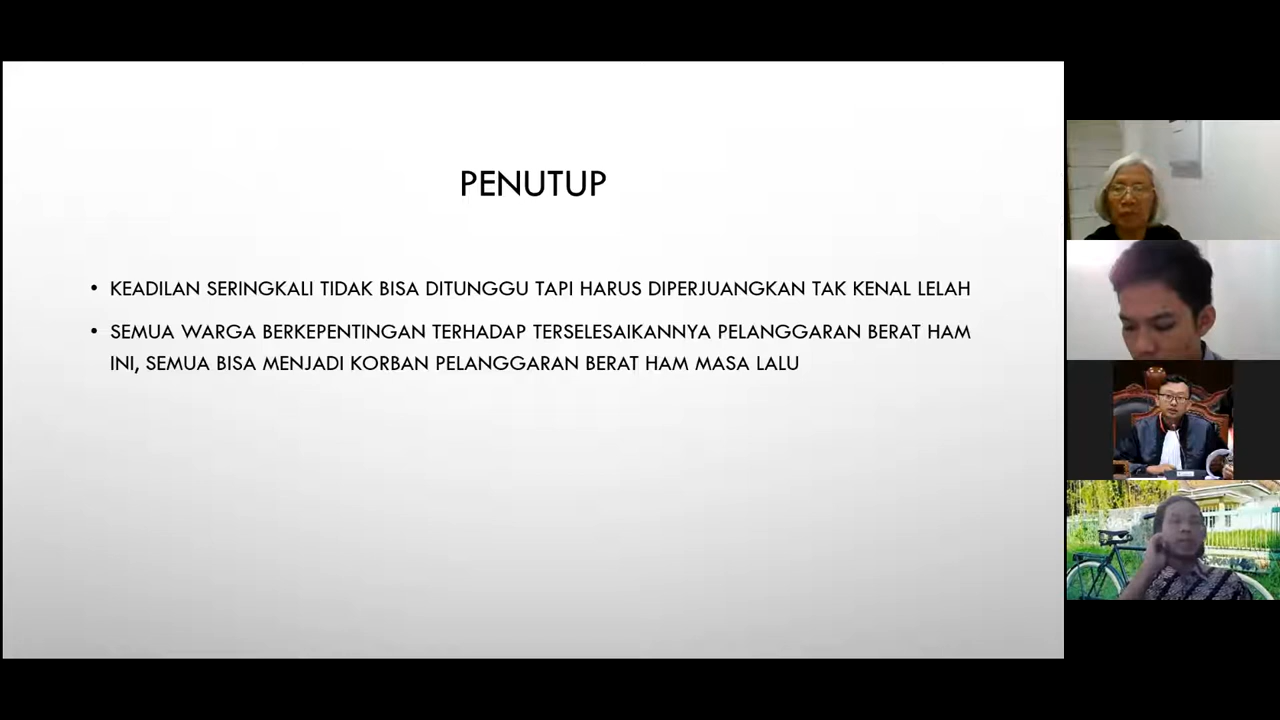 PENUTUP
• KEADILAN SERINGKALI TIDAK BISA DITUNGGU TAPI HARUS DIPERJUANGKAN TAK KENAL LELAH
• SEMUA WARGA BERKEPENTINGAN TERHADAP TERSELESAIKANNYA PELANGGARAN BERAT HAM
INI, SEMUA BISA MENJADI KORBAN PELANGGARAN BERAT HAM MASA LALU